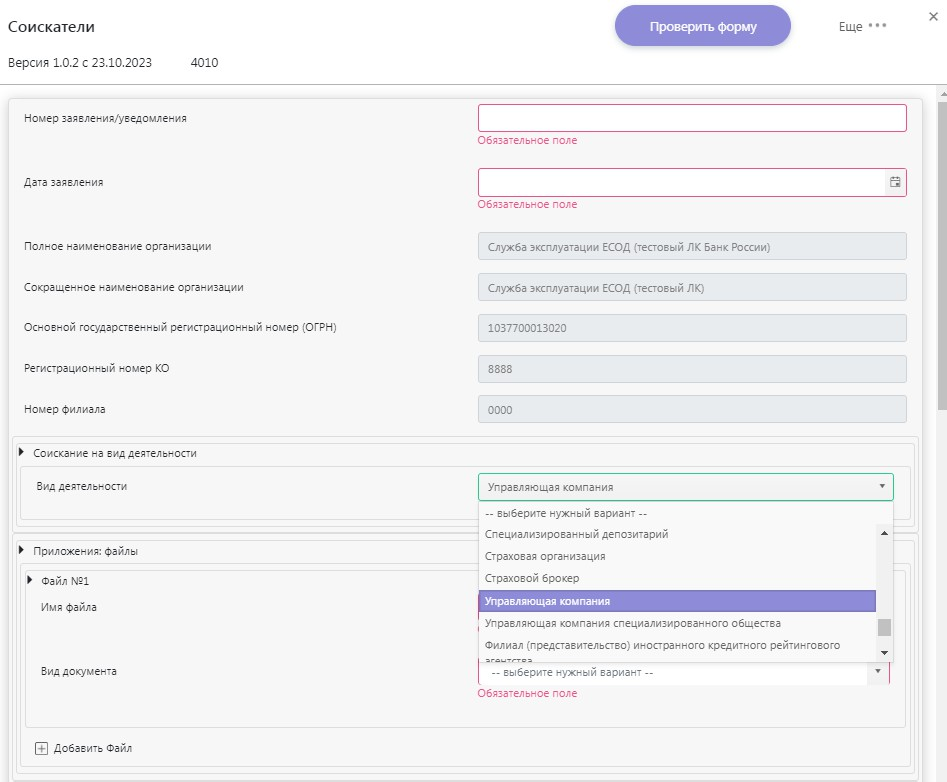 Соискатели
Проверить форму
Еще
Версия 1.0.2 с 23.10.2023 4010
Номер заявления/уведомления
Обязательное поле
Дата заявления
Обязательное поле
Полное наименование организации Служба эксплуатации ЕСОД (тестовый ЛК Банк России)
Сокращенное наименование организации Служба эксплуатации ЕСОД (тестовый ЛК)
Основной государственный регистрационный номер (ОГРН) 1037700013020
Регистрационный номер КО 8888
Номер филиала 0000
Соискание на вид деятельности
Вид деятельности Управляющая компания
-- выберите нужный вариант --
Специализированный депозитарий
Страховая организация
Страховой брокер
Управляющая компания
Управляющая компания специализированного общества
Филиал (представительство) иностранного кредитного рейтингового
агентства
Приложения: файлы
Файл №1
Имя файла
Вид документа -- выберите нужный вариант --
Обязательное поле
Добавить Файл